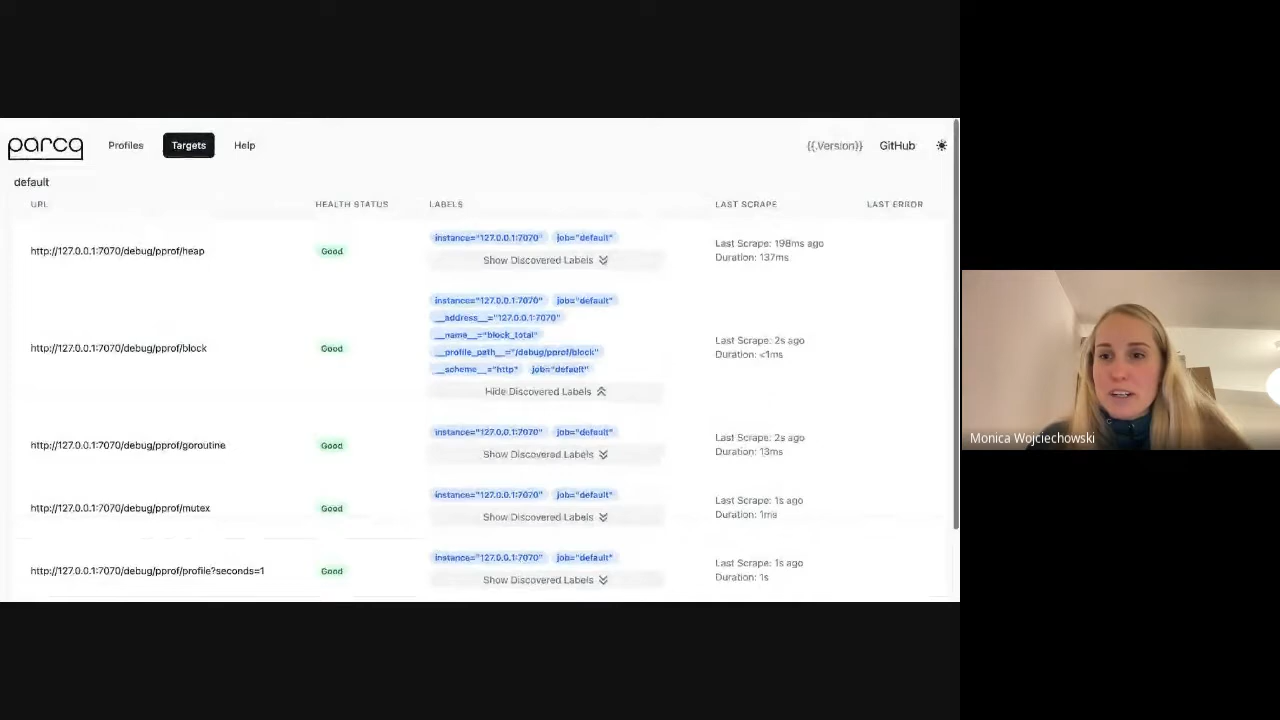 parca Profiles Targets Help {{.Version}} GitHub
default
URL HEALTH STATUS LABELS LAST SCRAPE LAST ERROR
http://127.0.0.1:7070/debug/pprof/heap Good instance="127.0.0.1:7070" job="default" Last Scrape: 198ms ago
Show Discovered Labels Duration: 137ms
instance="127.0.0.1:7070" job="default"
__address__="127.0.0.1:7070"
__name__="block_total"
http://127.0.0.1:7070/debug/pprof/block Good __profile_path__="/debug/pprof/block" Last Scrape: 2s ago
__scheme__="http" job="default" Duration: <1ms
Hide Discovered Labels
http://127.0.0.1:7070/debug/pprof/goroutine Good instance="127.0.0.1:7070" job="default" Last Scrape: 2s ago
Show Discovered Labels Duration: 13ms
http://127.0.0.1:7070/debug/pprof/mutex Good instance="127.0.0.1:7070" job="default" Last Scrape: 1s ago
Show Discovered Labels Duration: 1ms
http://127.0.0.1:7070/debug/pprof/profile?seconds=1 Good instance="127.0.0.1:7070" job="default" Last Scrape: 1s ago
Show Discovered Labels Duration: 1s
Monica Wojciechowski